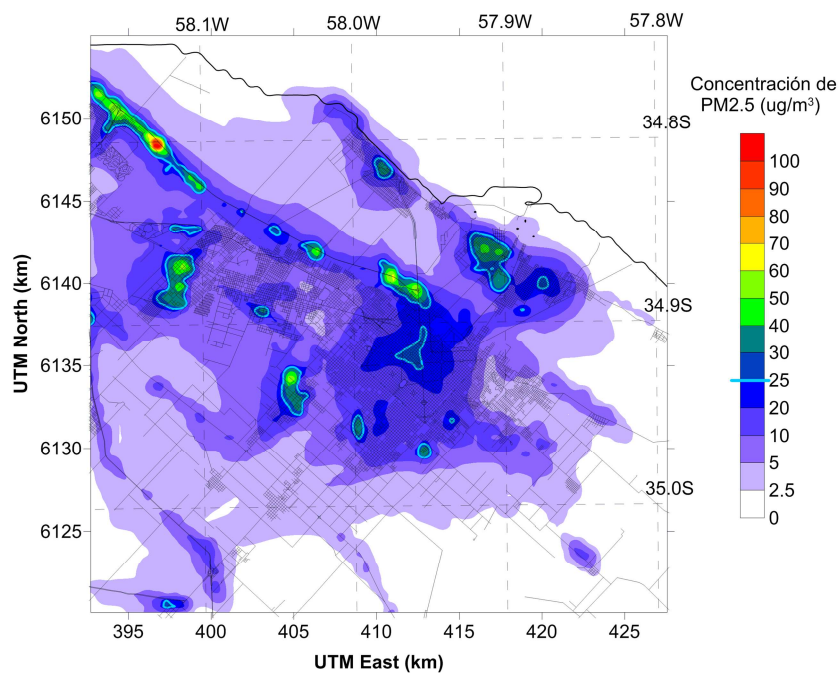 58.1W 58.0W 57.9W 57.8W
Concentración de
PM2.5 (ug/m³)
6150
34.8S
100
90
6145
80
70
6140
60
34.9S
50
UTM North (km)
40
6135
30
25
20
6130
10
35.0S
5
2.5
6125
0
395 400 405 410 415 420 425
UTM East (km)